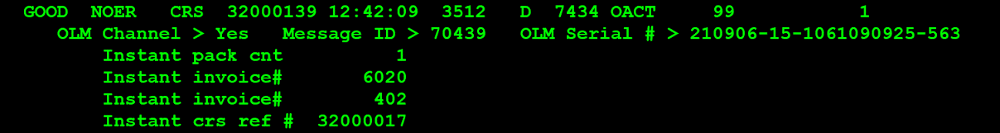 GOOD NOER CRS 32000139 12:42:09 3512 D 7434 OACT 99 1
OLM Channel > Yes Message ID > 70439 OLM Serial # > 210906-15-1061090925-563
Instant pack cnt 1
Instant invoice# 6020
Instant invoice# 402
Instant crs ref # 32000017